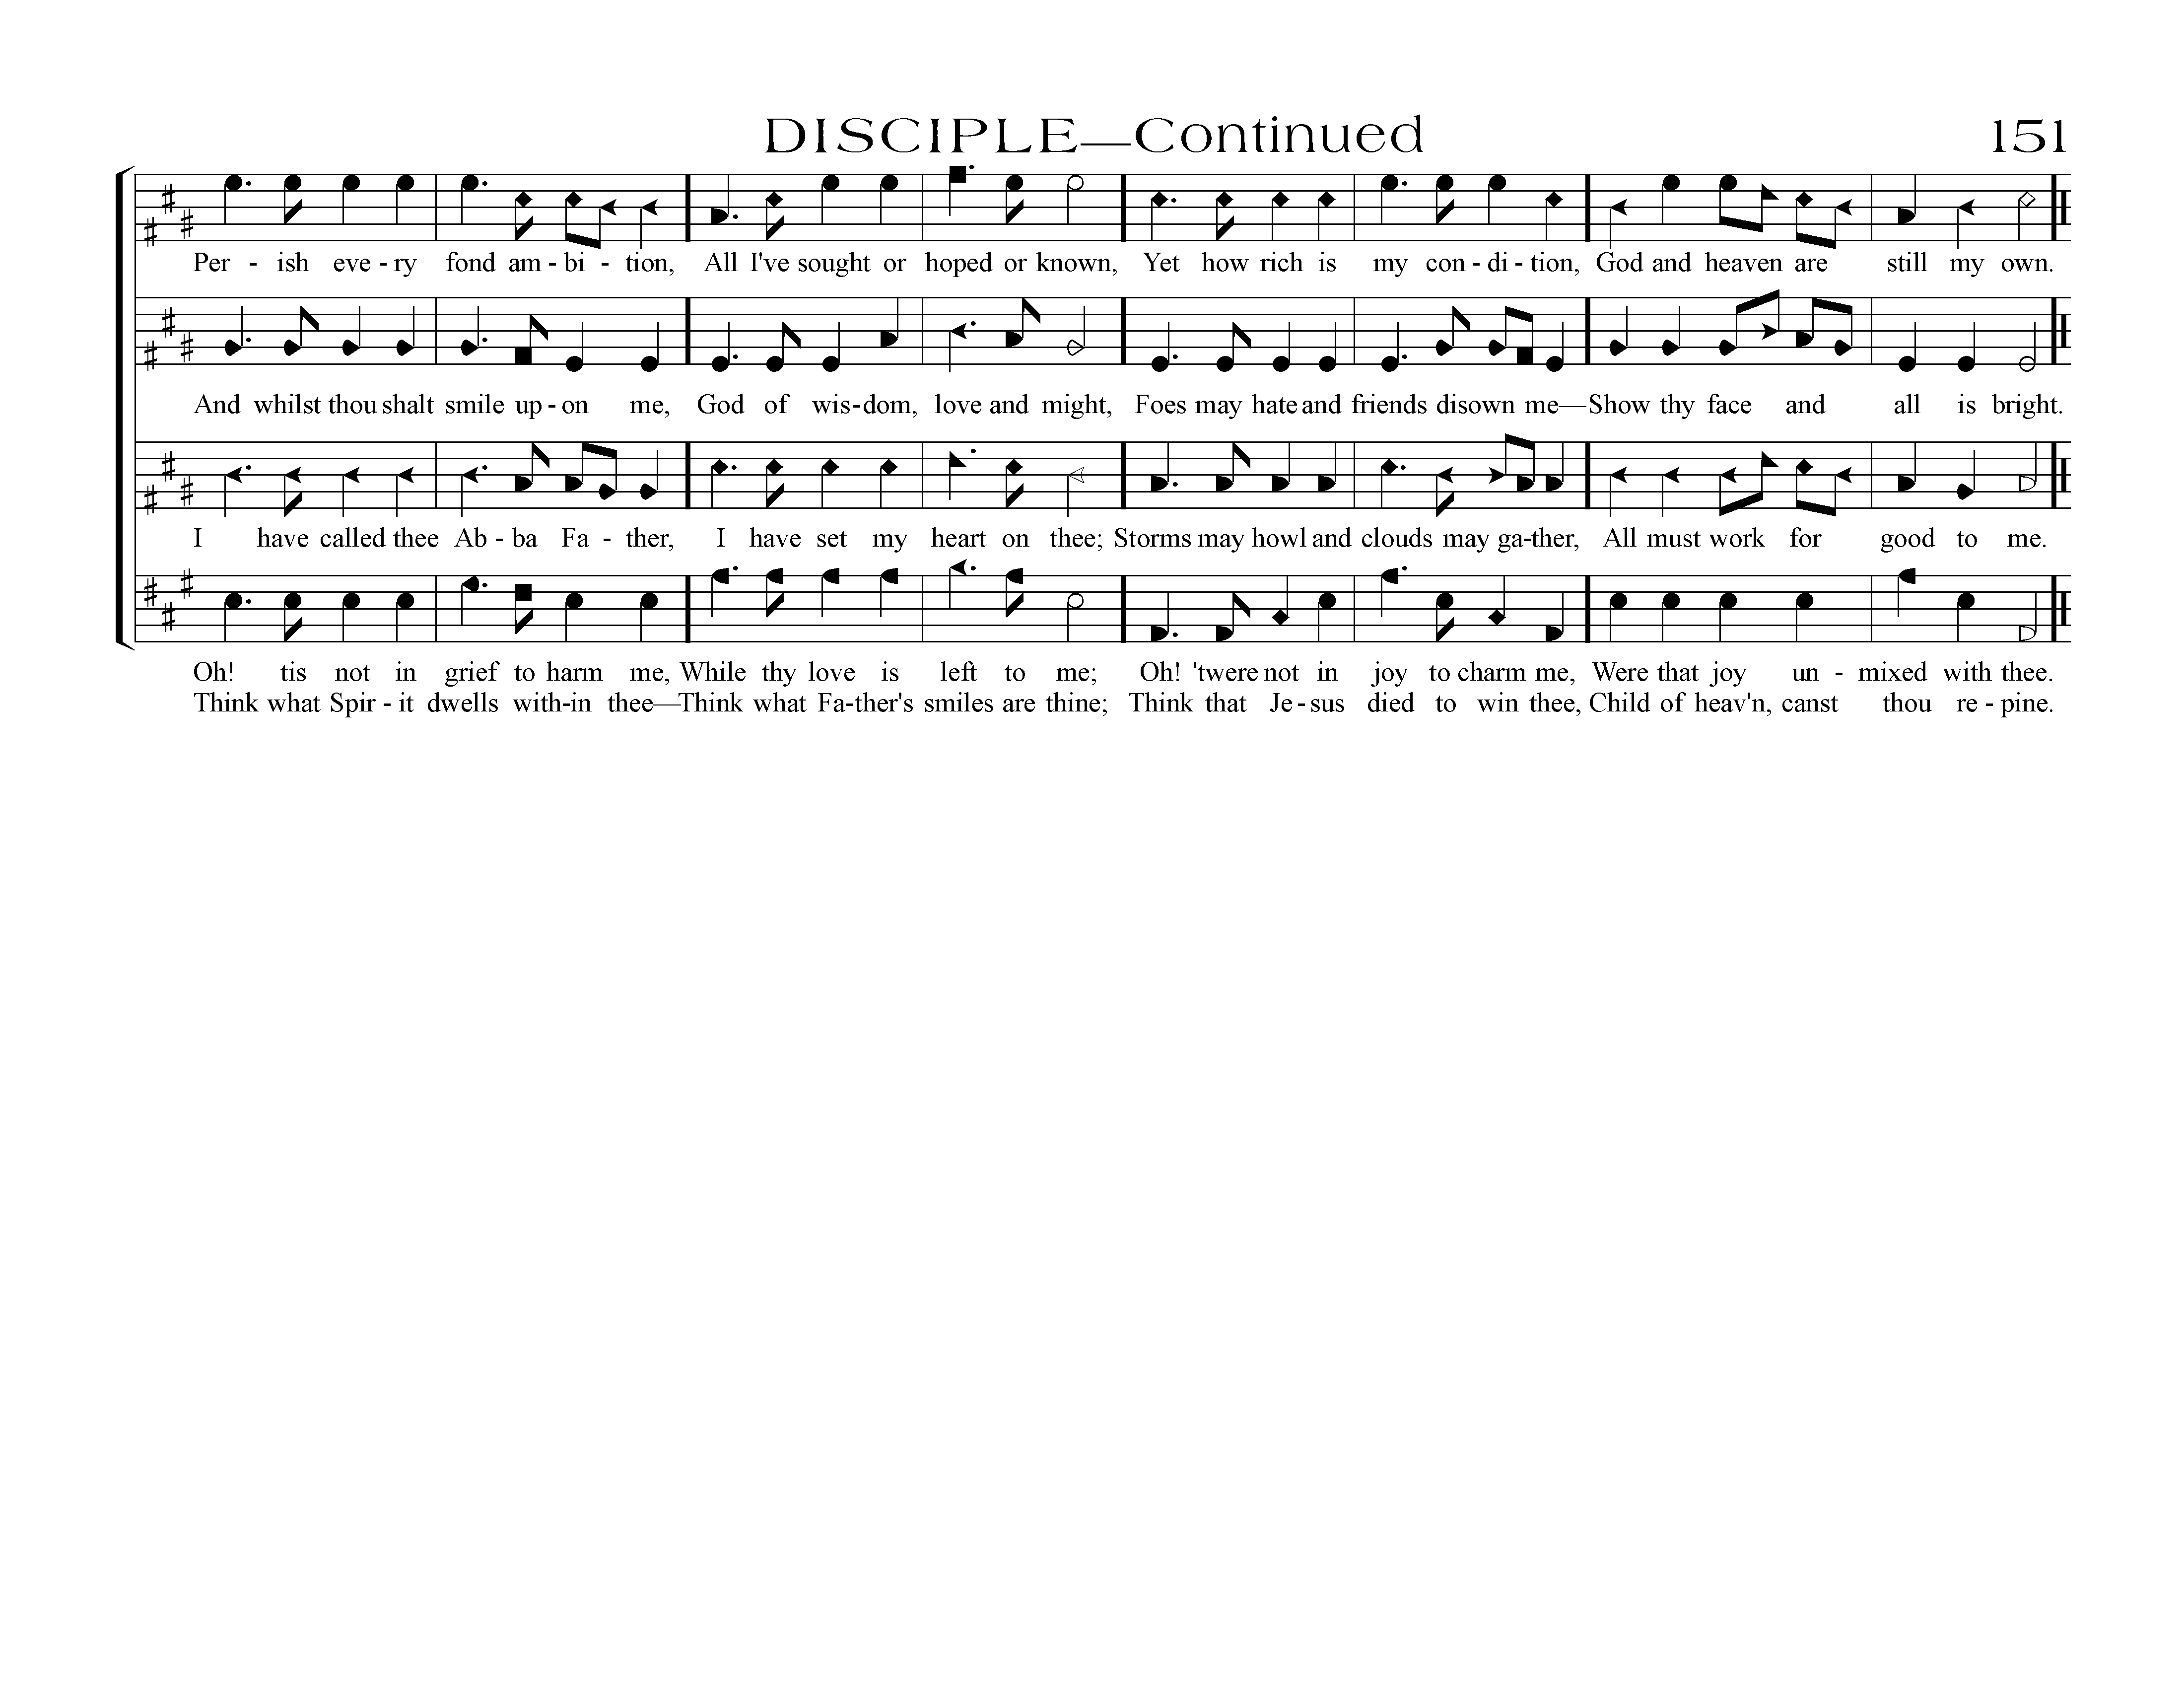 DISCIPLE—Continued 151
Per - ish eve - ry fond am - bi - tion, All I've sought or hoped or known, Yet how rich is my con - di - tion, God and heaven are still my own.
And whilst thou shalt smile up - on me, God of wis - dom, love and might, Foes may hate and friends disown me—Show thy face and all is bright.
I have called thee Ab - ba Fa - ther, I have set my heart on thee; Storms may howl and clouds may ga - ther, All must work for good to me.
Oh! tis not in grief to harm me, While thy love is left to me; Oh! 'twere not in joy to charm me, Were that joy un - mixed with thee.
Think what Spir - it dwells with-in thee—Think what Fa-ther's smiles are thine; Think that Je - sus died to win thee, Child of heav'n, canst thou re - pine.